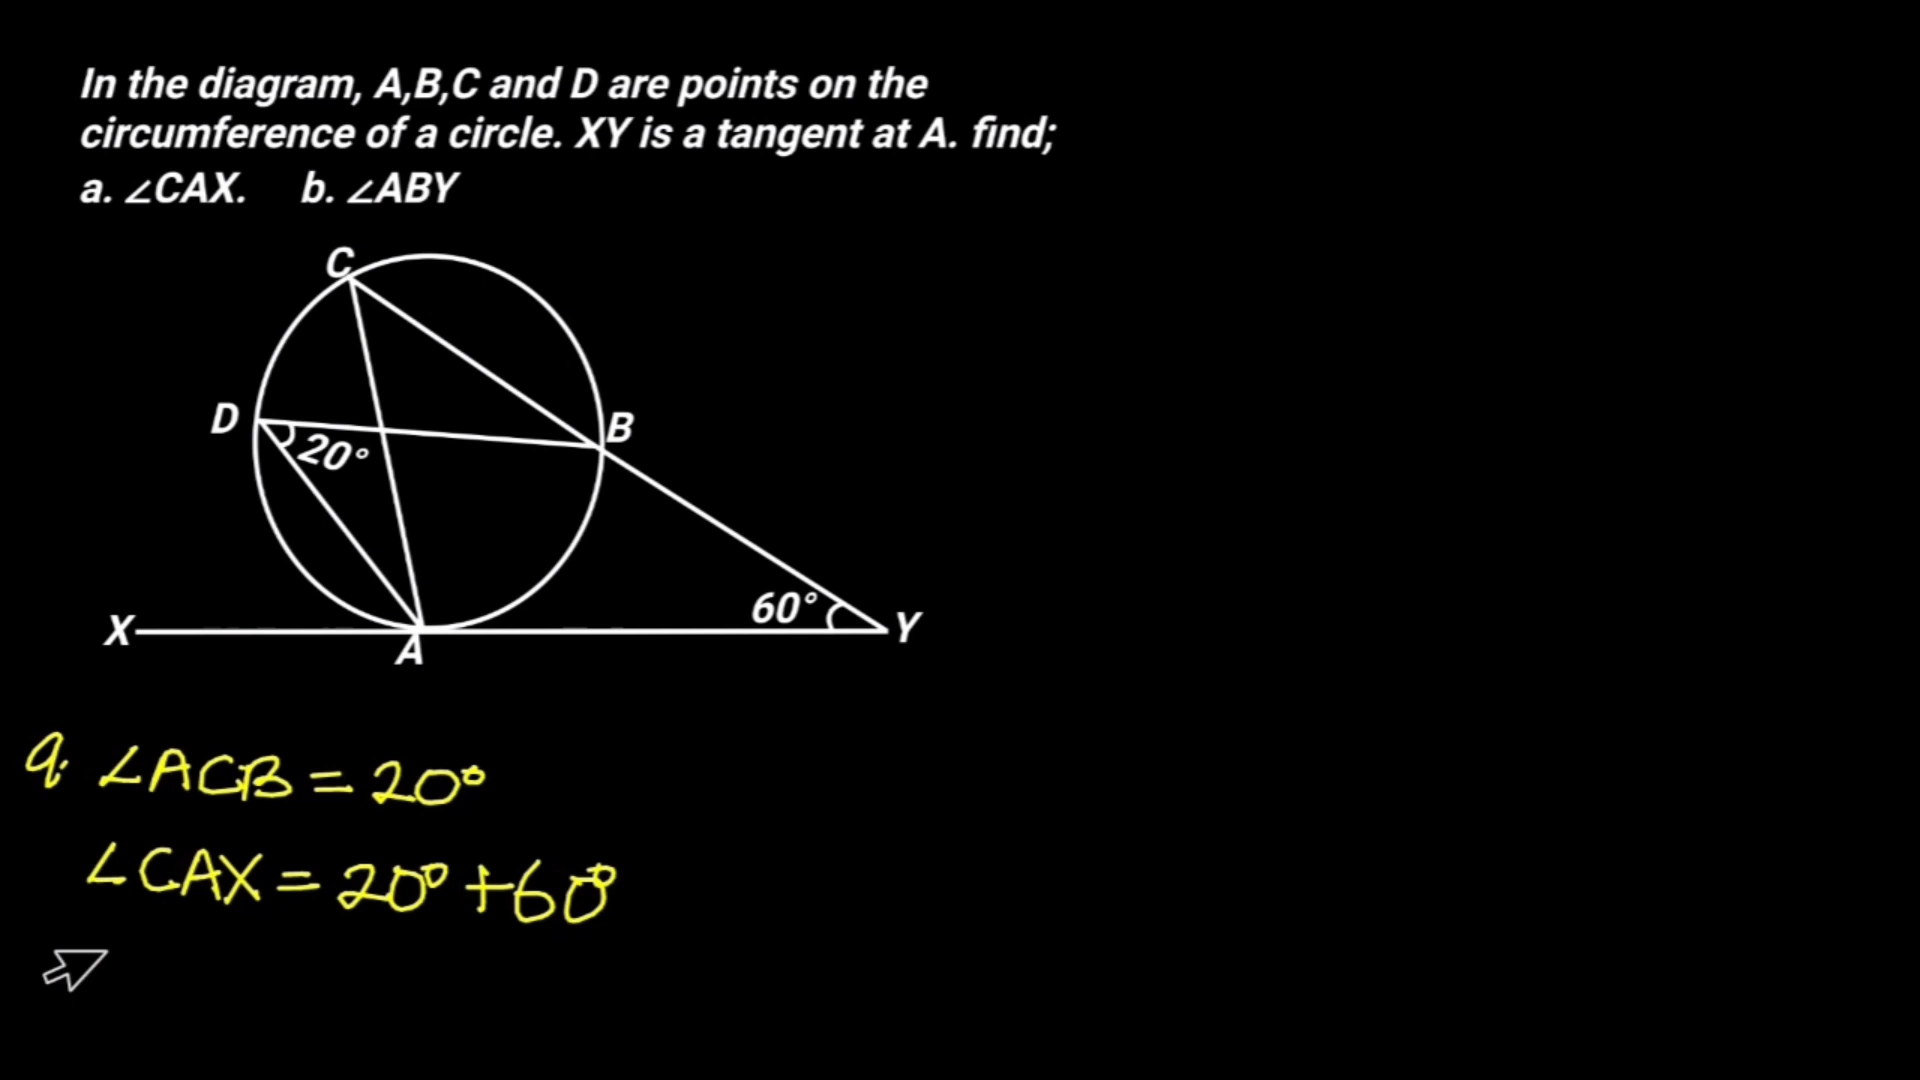 In the diagram, A,B,C and D are points on the
circumference of a circle. XY is a tangent at A. find;
a. ∠CAX. b. ∠ABY
C
D
B
20°
60°
X
Y
A
a. ∠ACB = 20°
∠CAX = 20° + 60°